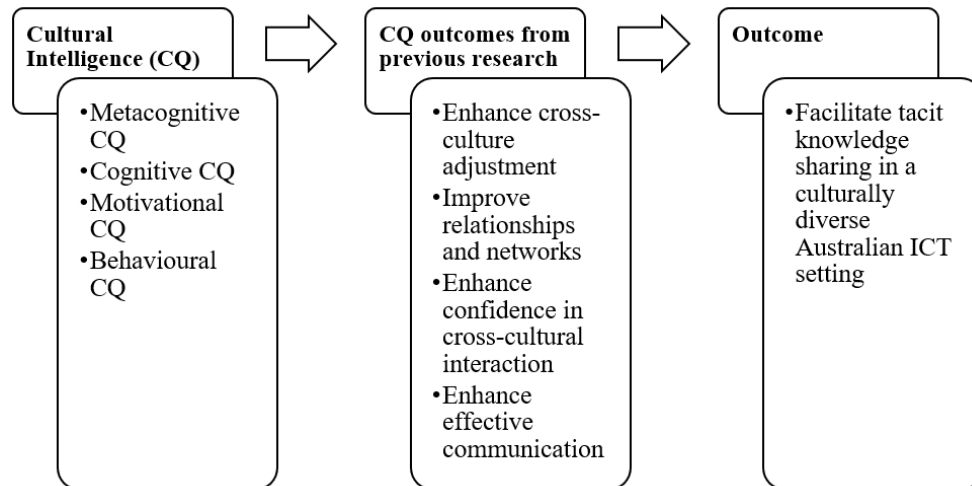 Cultural
Intelligence (CQ)
•Metacognitive
CQ
•Cognitive CQ
•Motivational
CQ
•Behavioural
CQ
CQ outcomes from
previous research
•Enhance cross-
culture
adjustment
•Improve
relationships
and networks
•Enhance
confidence in
cross-cultural
interaction
•Enhance
effective
communication
Outcome
•Facilitate tacit
knowledge
sharing in a
culturally
diverse
Australian ICT
setting